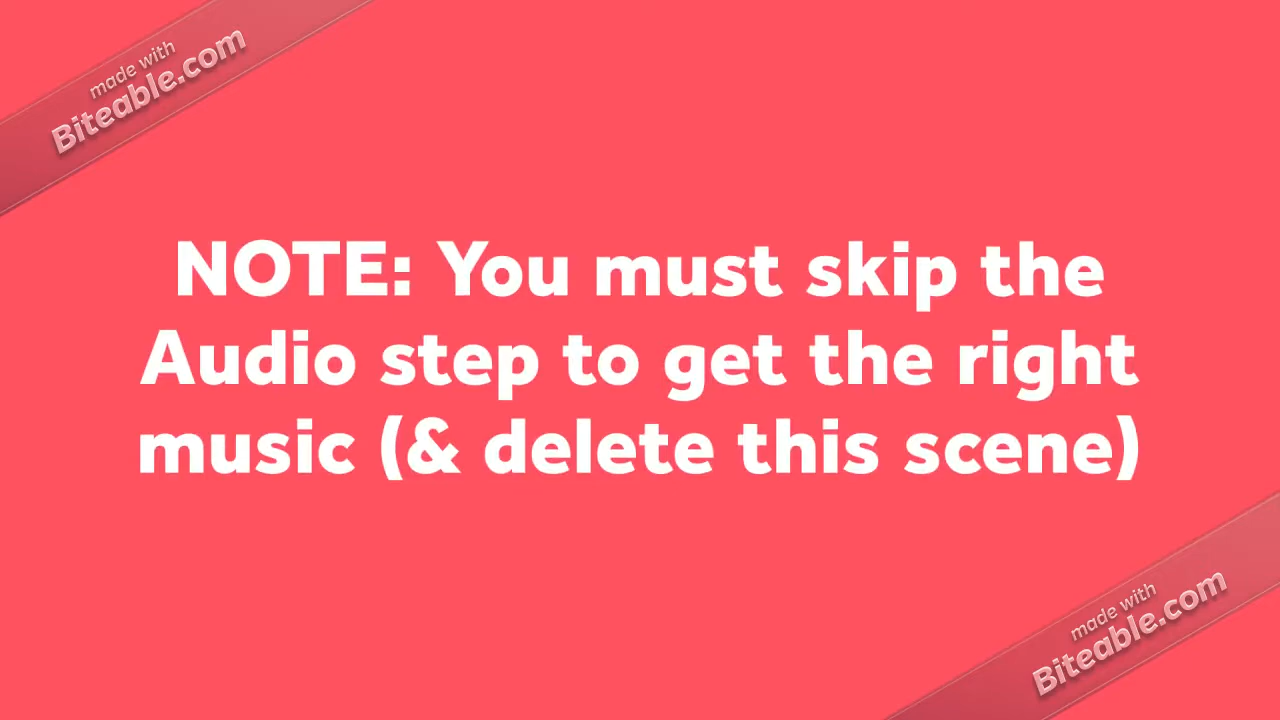 made with
Biteable.com
NOTE: You must skip the
Audio step to get the right
music (& delete this scene)
made with
Biteable.com